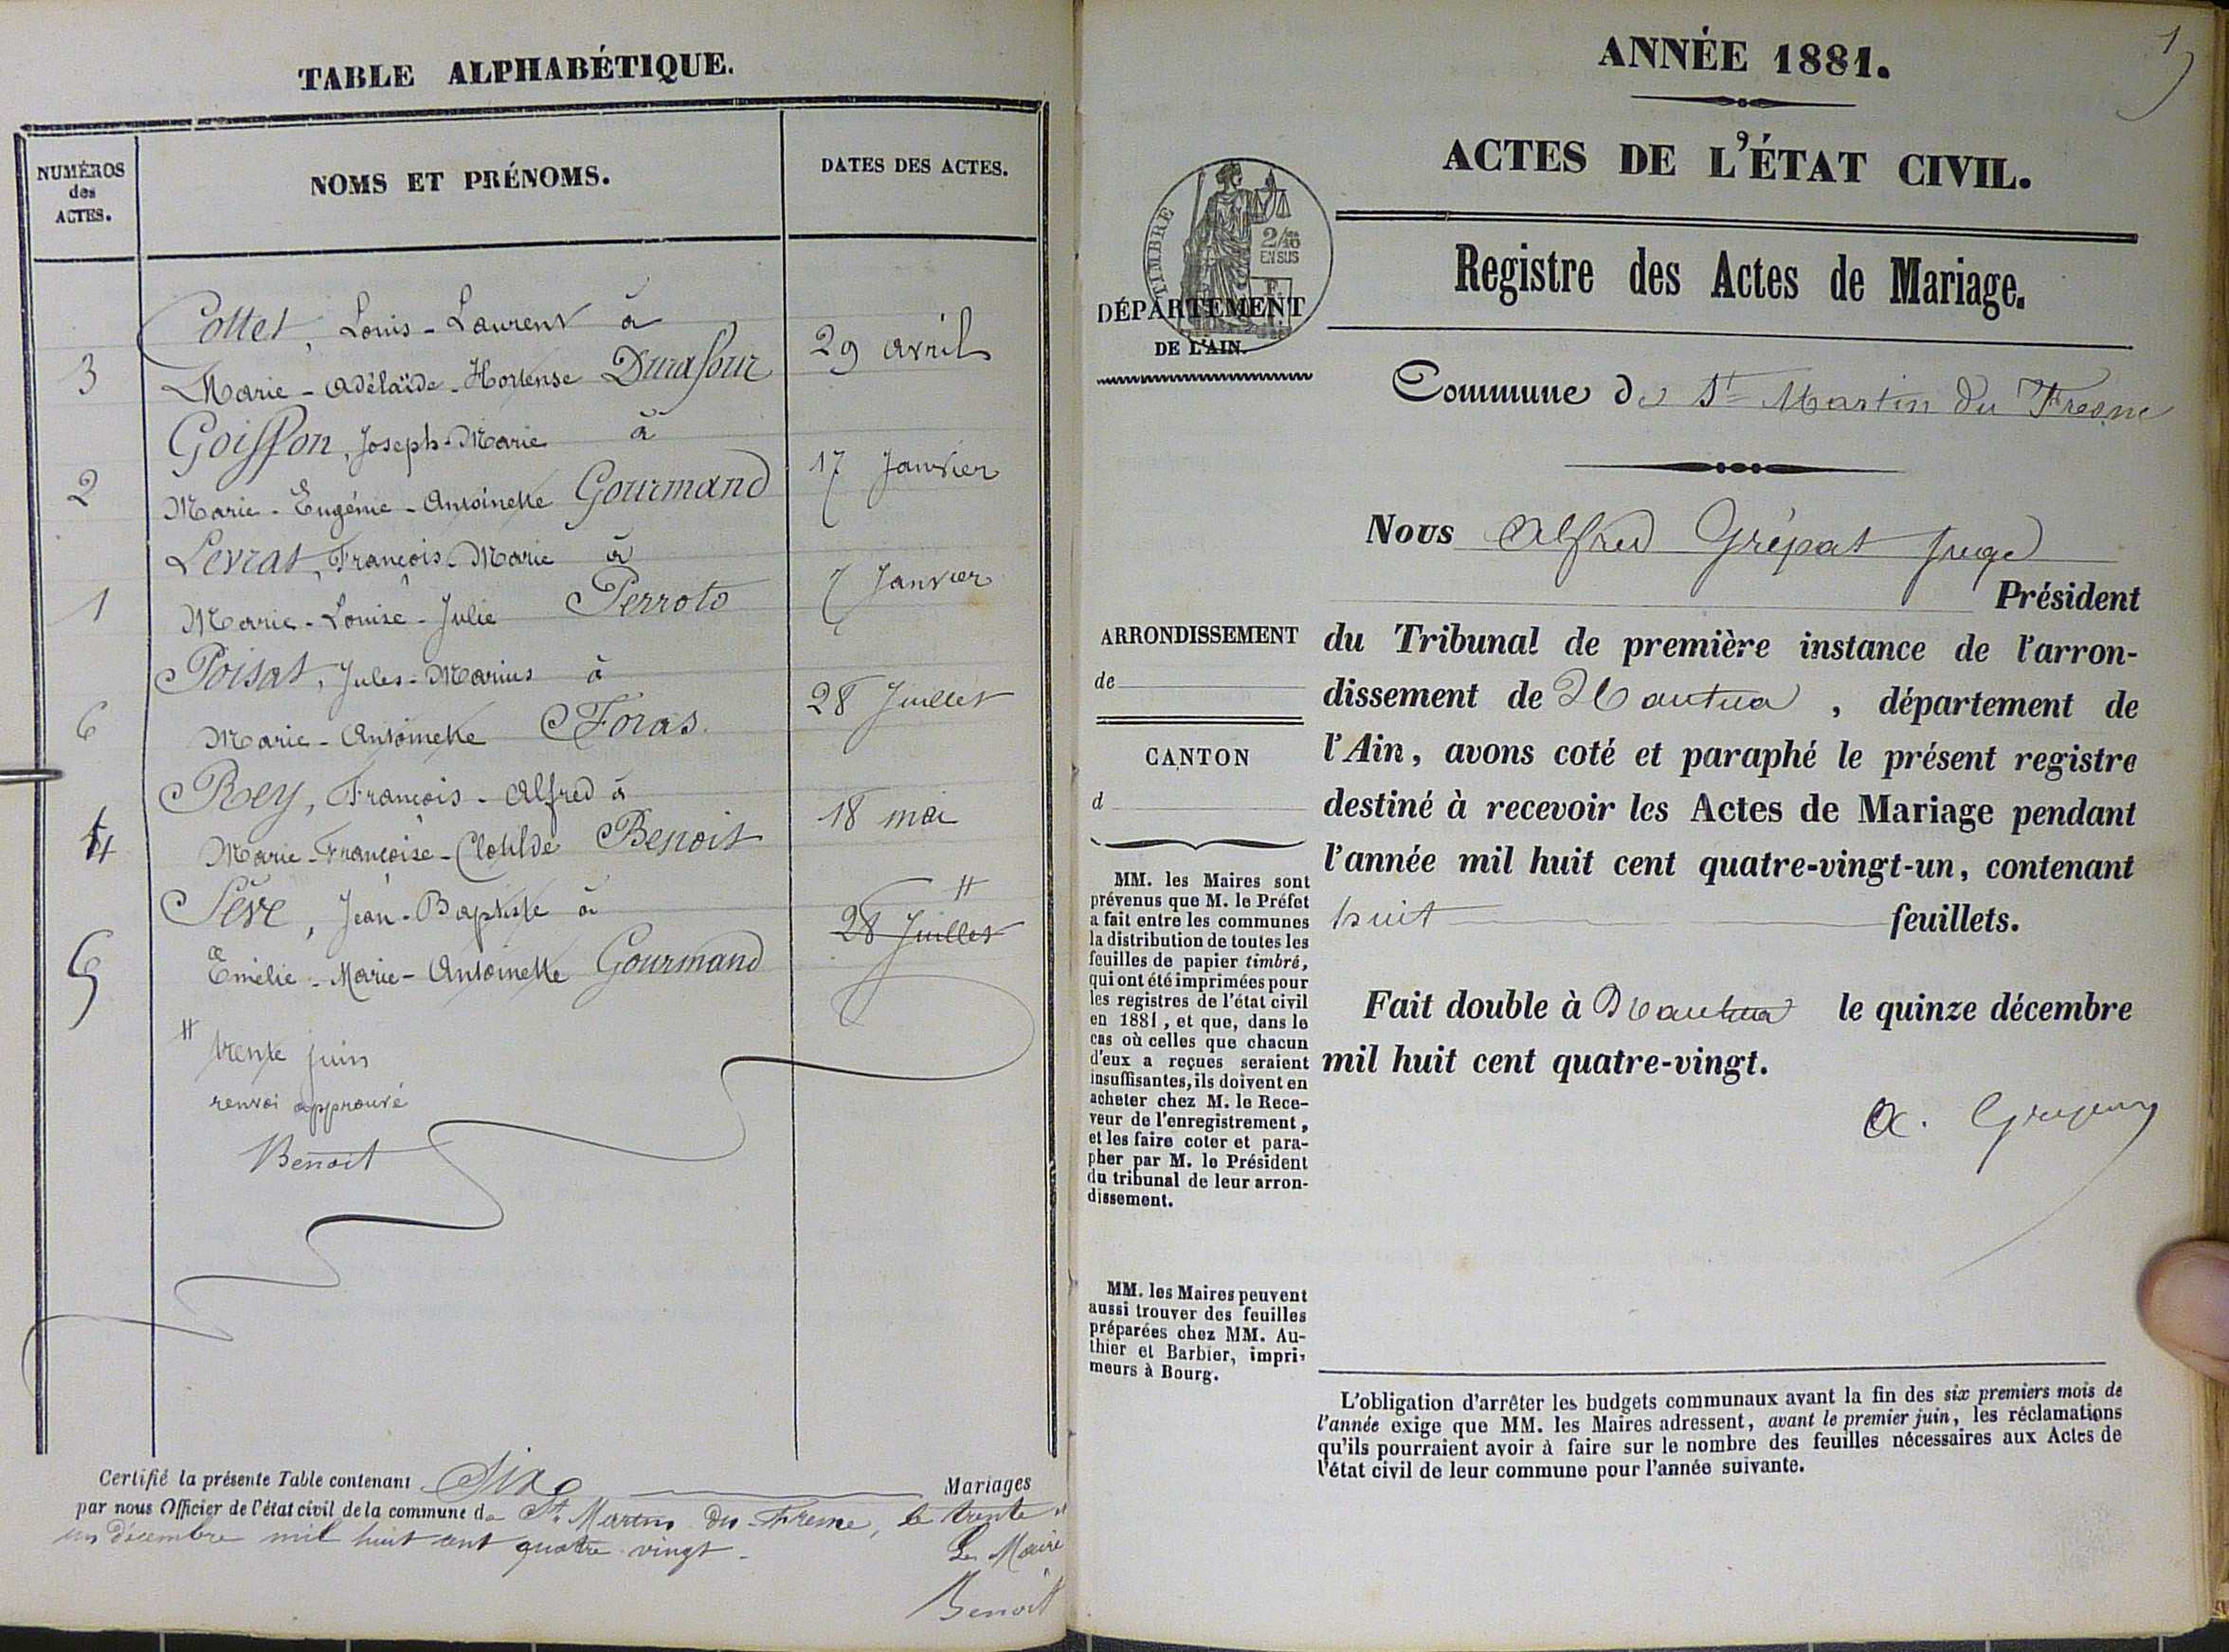 TABLE ALPHABÉTIQUE.
NUMÉROS
des
ACTES.
NOMS ET PRÉNOMS.
DATES DES ACTES.
Cottet, Louis-Laurent à
3 Marie-Adélaïde-Hortense Durafour 29 avril
Goiffon, Joseph-Marie à
2 Marie-Eugénie-Antoinette Gourmand 17 Janvier
Levrat, François-Marie à
1 Marie-Louise-Julie Perroto 7 Janvier
Poisat, Jules-Marius à
6 Marie-Antoinette Foras. 28 Juillet
Rey, François-Alfred à
4 Marie-Françoise-Clotilde Benoit 18 mai
Sève, Jean-Baptiste à #
5 Emélie-Marie-Antoinette Gourmand 28 Juillet
# trente juin
renvoi approuvé
Benoit
Certifié la présente Table contenant Six Mariages
par nous Officier de l'état civil de la commune de St Martin du Fresne, le trente et
un décembre mil huit cent quatre vingt.
Le Maire
Benoit
1
ANNÉE 1881.
ACTES DE L'ÉTAT CIVIL.
TIMBRE
2/10
EN SUS
DÉPARTEMENT
DE L'AIN.
Registre des Actes de Mariage.
Commune de St Martin du Fresne
Nous Alfred Grépat Juge
Président
du Tribunal de première instance de l'arron-
dissement de Nantua, département de
l'Ain, avons coté et paraphé le présent registre
destiné à recevoir les Actes de Mariage pendant
l'année mil huit cent quatre-vingt-un, contenant
huit feuillets.
Fait double à Nantua le quinze décembre
mil huit cent quatre-vingt.
A.
ARRONDISSEMENT
de
CANTON
d
MM. les Maires sont
prévenus que M. le Préfet
a fait entre les communes
la distribution de toutes les
feuilles de papier timbré,
qui ont été imprimées pour
les registres de l'état civil
en 1881, et que, dans le
cas où celles que chacun
d'eux a reçues seraient
insuffisantes, ils doivent en
acheter chez M. le Rece-
veur de l'enregistrement,
et les faire coter et para-
pher par M. le Président
du tribunal de leur arron-
dissement.
MM. les Maires peuvent
aussi trouver des feuilles
préparées chez MM. Au-
thier et Barbier, impri-
meurs à Bourg.
L'obligation d'arrêter les budgets communaux avant la fin des six premiers mois de
l'année exige que MM. les Maires adressent, avant le premier juin, les réclamations
qu'ils pourraient avoir à faire sur le nombre des feuilles nécessaires aux Actes de
l'état civil de leur commune pour l'année suivante.